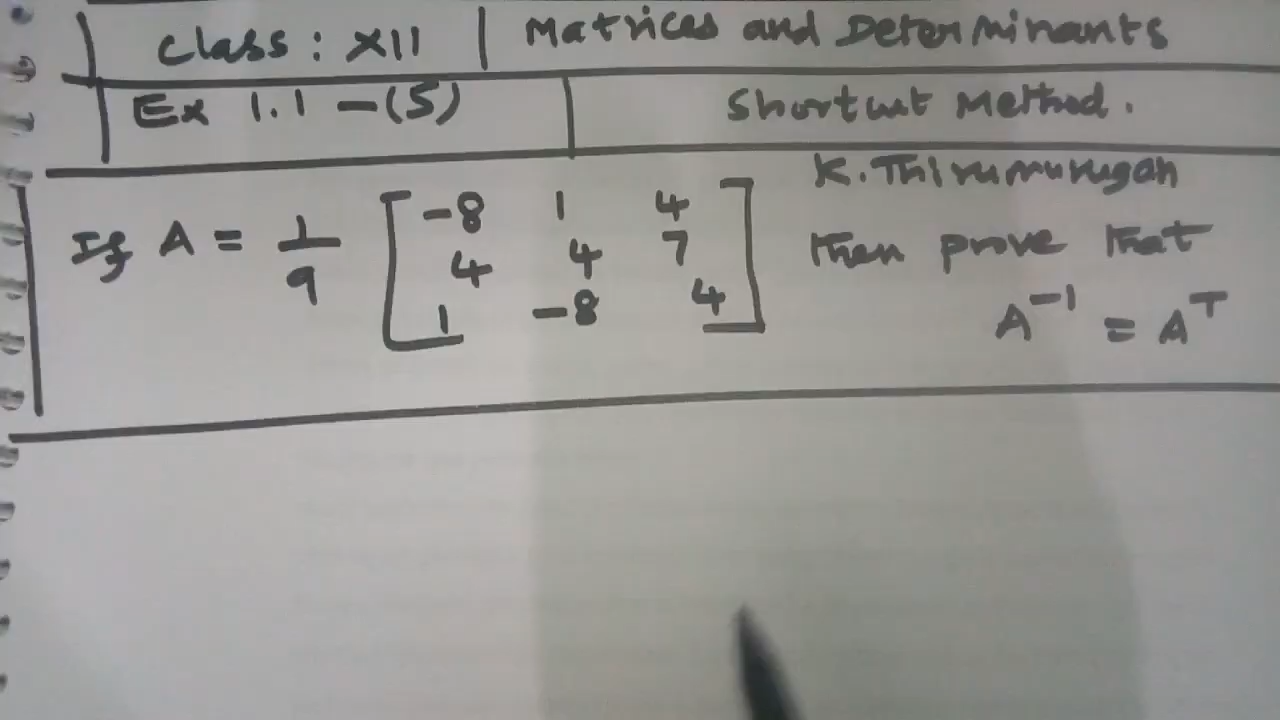 Class: XII | Matrices and Determinants
Ex 1.1 - (5) Shortcut Method.
K. Thirumurugan
If A = 1/9 [ -8 1 4 then prove that
4 4 7
1 -8 4 ] A⁻¹ = Aᵀ